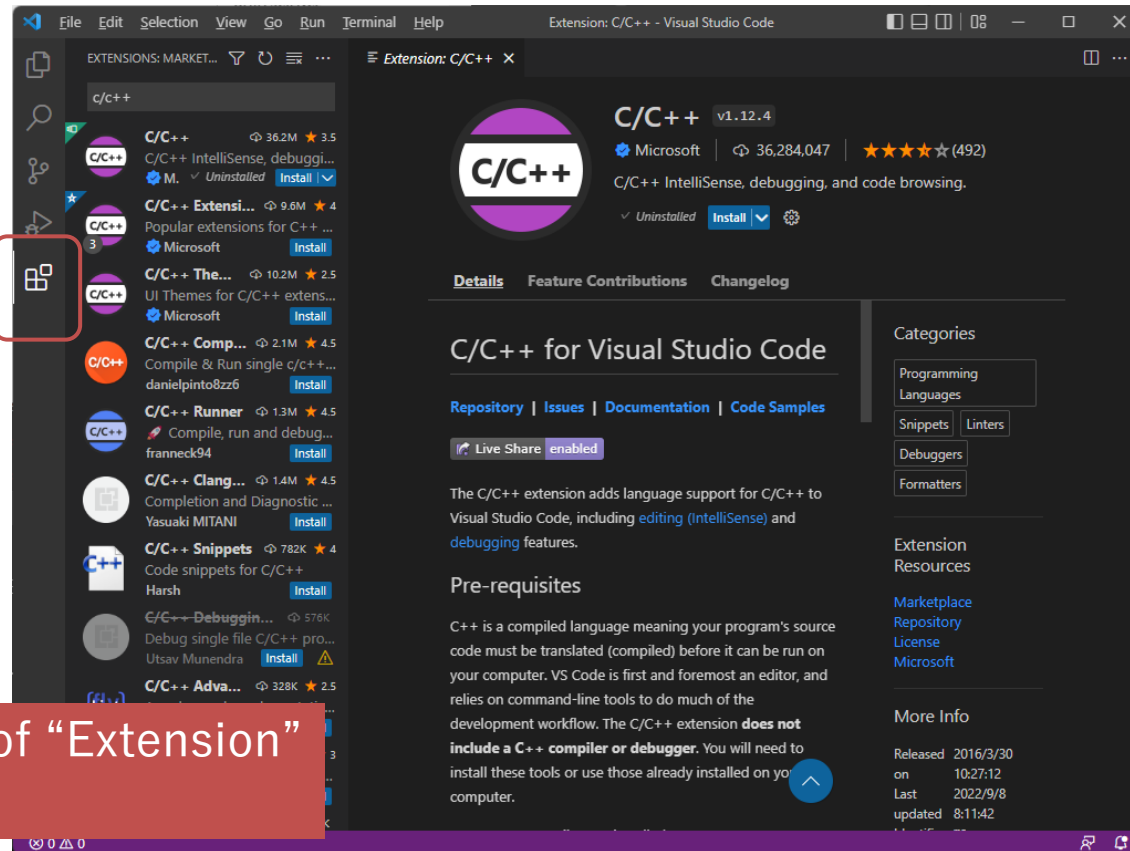 File Edit Selection View Go Run Terminal Help
Extension: C/C++ - Visual Studio Code
EXTENSIONS: MARKET...
c/c++
C/C++ 36.2M ★ 3.5
C/C++ IntelliSense, debuggi...
M. ✓ Uninstalled Install
C/C++ Extensi... 9.6M ★ 4
Popular extensions for C++ ...
3
Microsoft Install
C/C++ The... 10.2M ★ 2.5
UI Themes for C/C++ extens...
Microsoft Install
C/C++ Comp... 2.1M ★ 4.5
Compile & Run single c/c++...
danielpinto8zz6 Install
C/C++ Runner 1.3M ★ 4.5
🚀 Compile, run and debug...
franneck94 Install
C/C++ Clang... 1.4M ★ 4.5
Completion and Diagnostic ...
Yasuaki MITANI Install
C/C++ Snippets 782K ★ 4
Code snippets for C/C++
Harsh Install
C/C++ Debuggin... 576K
Debug single file C/C++ pro...
Utsav Munendra Install
C/C++ Adva... 328K ★ 2.5
3
of “Extension”
0 0
C/C++
C/C++
C/C++
C/C++
C/C++
C++
Extension: C/C++
C/C++
C/C++ v1.12.4
Microsoft | 36,284,047 | ★★★★☆(492)
C/C++ IntelliSense, debugging, and code browsing.
✓ Uninstalled Install
Details Feature Contributions Changelog
C/C++ for Visual Studio Code
Repository | Issues | Documentation | Code Samples
Live Share enabled
The C/C++ extension adds language support for C/C++ to
Visual Studio Code, including editing (IntelliSense) and
debugging features.
Pre-requisites
C++ is a compiled language meaning your program's source
code must be translated (compiled) before it can be run on
your computer. VS Code is first and foremost an editor, and
relies on command-line tools to do much of the
development workflow. The C/C++ extension does not
include a C++ compiler or debugger. You will need to
install these tools or use those already installed on
computer.
Categories
Programming
Languages
Snippets Linters
Debuggers
Formatters
Extension
Resources
Marketplace
Repository
License
Microsoft
More Info
Released on 2016/3/30
10:27:12
Last updated 2022/9/8
8:11:42